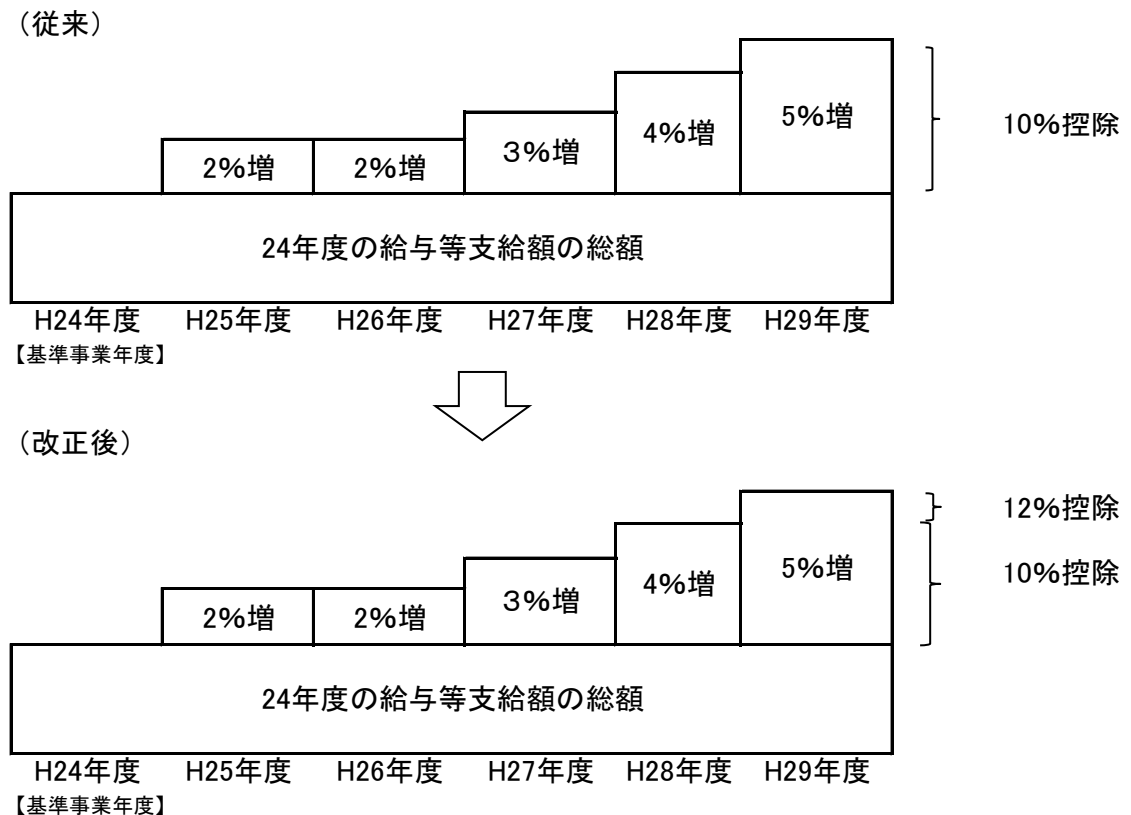 （従来）
5%増
10%控除
4%増
３%増
2%増
2%増
24年度の給与等支給額の総額
H24年度 H25年度 H26年度 H27年度 H28年度 H29年度
【基準事業年度】
（改正後）
12%控除
5%増
10%控除
4%増
３%増
2%増
2%増
24年度の給与等支給額の総額
H24年度 H25年度 H26年度 H27年度 H28年度 H29年度
【基準事業年度】